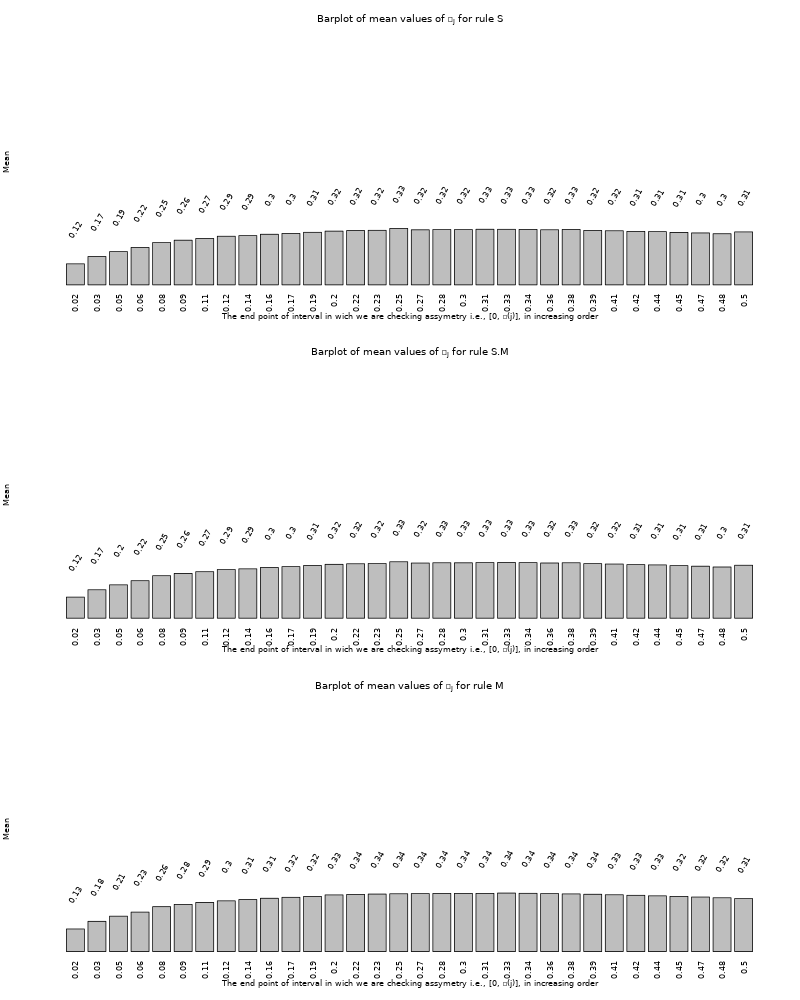 Barplot of mean values of □j for rule S
Mean
0.12 0.17 0.19 0.22 0.25 0.26 0.27 0.29 0.29 0.3 0.3 0.31 0.32 0.32 0.32 0.33 0.32 0.32 0.32 0.33 0.33 0.33 0.32 0.33 0.32 0.32 0.31 0.31 0.31 0.3 0.3 0.31
0.02 0.03 0.05 0.06 0.08 0.09 0.11 0.12 0.14 0.16 0.17 0.19 0.2 0.22 0.23 0.25 0.27 0.28 0.3 0.31 0.33 0.34 0.36 0.38 0.39 0.41 0.42 0.44 0.45 0.47 0.48 0.5
The end point of interval in wich we are checking assymetry i.e., [0, □(j)], in increasing order
Barplot of mean values of □j for rule S.M
Mean
0.12 0.17 0.2 0.22 0.25 0.26 0.27 0.29 0.29 0.3 0.3 0.31 0.32 0.32 0.32 0.33 0.32 0.33 0.33 0.33 0.33 0.33 0.32 0.33 0.32 0.32 0.31 0.31 0.31 0.31 0.3 0.31
0.02 0.03 0.05 0.06 0.08 0.09 0.11 0.12 0.14 0.16 0.17 0.19 0.2 0.22 0.23 0.25 0.27 0.28 0.3 0.31 0.33 0.34 0.36 0.38 0.39 0.41 0.42 0.44 0.45 0.47 0.48 0.5
The end point of interval in wich we are checking assymetry i.e., [0, □(j)], in increasing order
Barplot of mean values of □j for rule M
Mean
0.13 0.18 0.21 0.23 0.26 0.28 0.29 0.3 0.31 0.31 0.32 0.32 0.33 0.34 0.34 0.34 0.34 0.34 0.34 0.34 0.34 0.34 0.34 0.34 0.34 0.33 0.33 0.33 0.32 0.32 0.32 0.31
0.02 0.03 0.05 0.06 0.08 0.09 0.11 0.12 0.14 0.16 0.17 0.19 0.2 0.22 0.23 0.25 0.27 0.28 0.3 0.31 0.33 0.34 0.36 0.38 0.39 0.41 0.42 0.44 0.45 0.47 0.48 0.5
The end point of interval in wich we are checking assymetry i.e., [0, □(j)], in increasing order